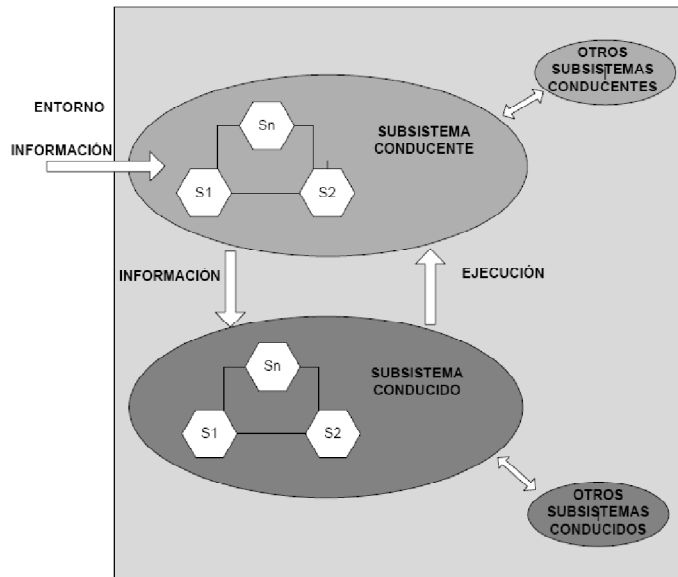 OTROS
SUBSISTEMAS
CONDUCENTES
ENTORNO
INFORMACIÓN
Sn
SUBSISTEMA
CONDUCENTE
S1
S2
INFORMACIÓN
EJECUCIÓN
Sn
SUBSISTEMA
CONDUCIDO
S1
S2
OTROS
SUBSISTEMAS
CONDUCIDOS